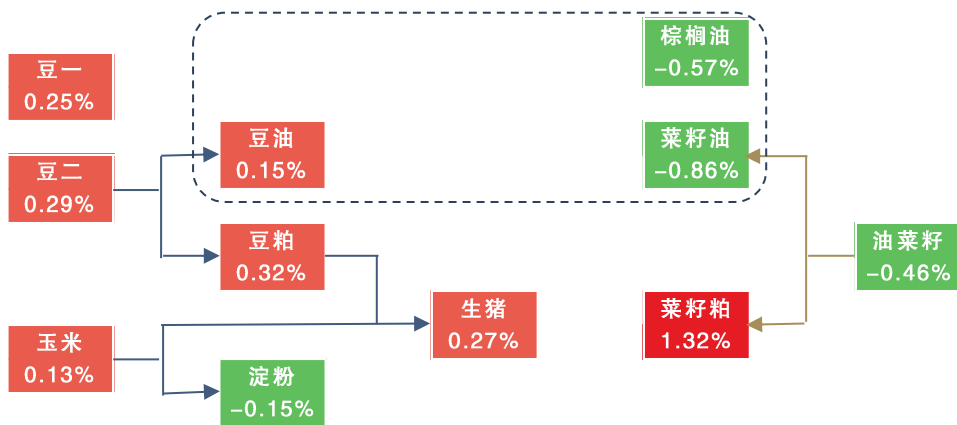 棕榈油
-0.57%
豆一
0.25%
豆油
0.15%
菜籽油
-0.86%
豆二
0.29%
豆粕
0.32%
油菜籽
-0.46%
生猪
0.27%
菜籽粕
1.32%
玉米
0.13%
淀粉
-0.15%